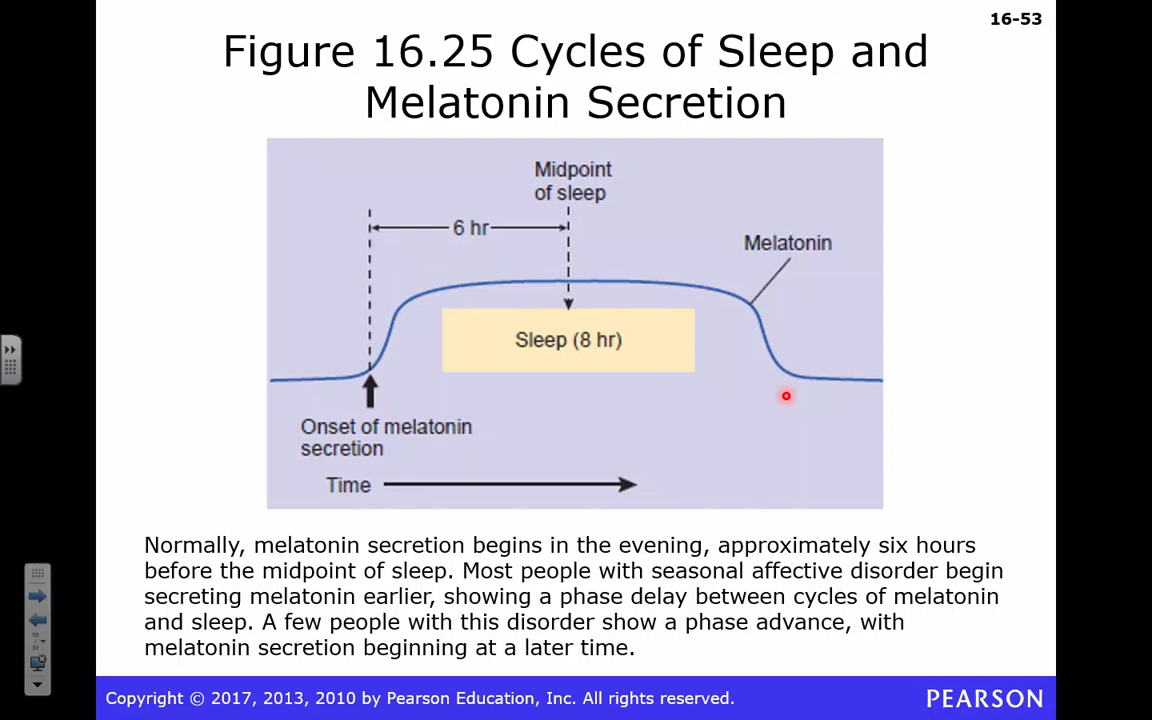 16-53
Figure 16.25 Cycles of Sleep and
Melatonin Secretion
Midpoint
of sleep
6 hr
Melatonin
Sleep (8 hr)
Onset of melatonin
secretion
Time
Normally, melatonin secretion begins in the evening, approximately six hours
before the midpoint of sleep. Most people with seasonal affective disorder begin
secreting melatonin earlier, showing a phase delay between cycles of melatonin
and sleep. A few people with this disorder show a phase advance, with
melatonin secretion beginning at a later time.
Copyright © 2017, 2013, 2010 by Pearson Education, Inc. All rights reserved.
PEARSON